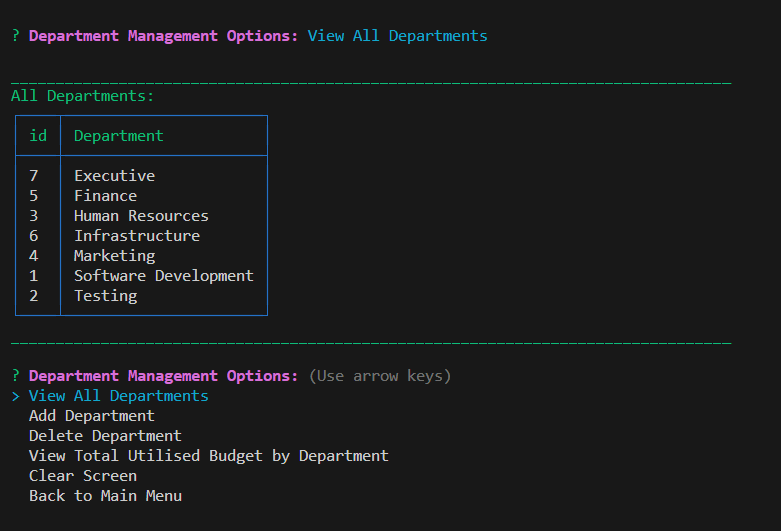 ? Department Management Options: View All Departments
All Departments:
id Department
7 Executive
5 Finance
3 Human Resources
6 Infrastructure
4 Marketing
1 Software Development
2 Testing
? Department Management Options: (Use arrow keys)
> View All Departments
Add Department
Delete Department
View Total Utilised Budget by Department
Clear Screen
Back to Main Menu